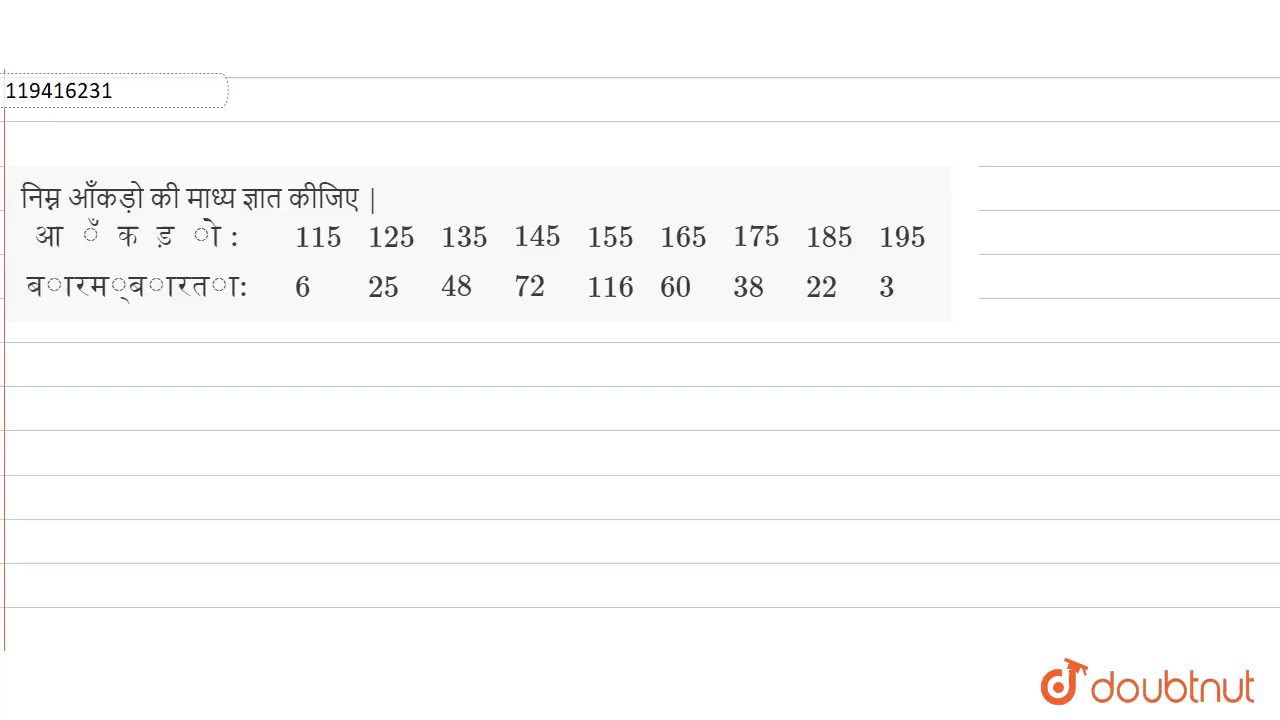 119416231
निम्न आँकड़ो की माध्य ज्ञात कीजिए |
आ ँ क ड़ ो : 115 125 135 145 155 165 175 185 195
ब ारम ्ब ारत ा: 6 25 48 72 116 60 38 22 3
doubtnut